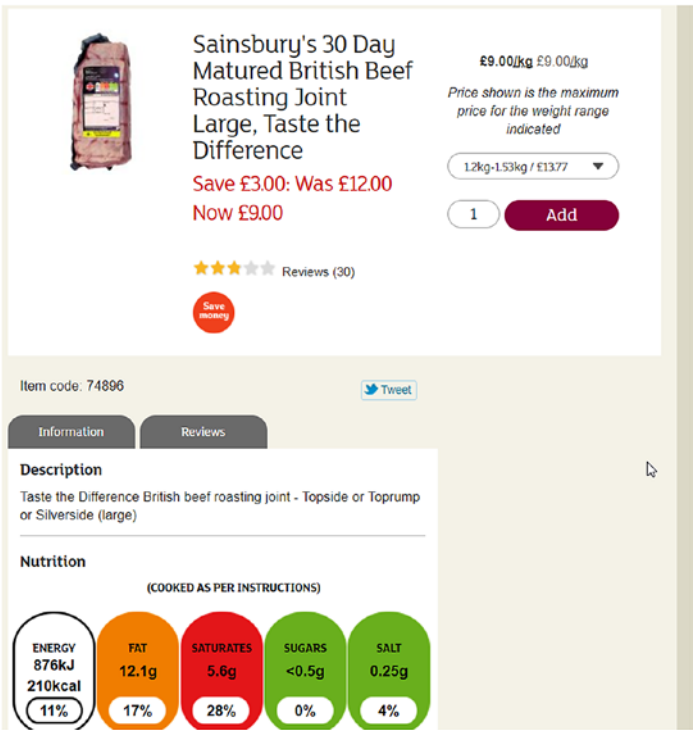 Sainsbury's 30 Day
Matured British Beef
Roasting Joint
Large, Taste the
Difference
Save £3.00: Was £12.00
Now £9.00
£9.00/kg £9.00/kg
Price shown is the maximum
price for the weight range
indicated
1.2kg-1.53kg / £13.77
1 Add
Reviews (30)
Save
money
Item code: 74896
Tweet
Information Reviews
Description
Taste the Difference British beef roasting joint - Topside or Toprump
or Silverside (large)
Nutrition
(COOKED AS PER INSTRUCTIONS)
ENERGY FAT SATURATES SUGARS SALT
876kJ 12.1g 5.6g <0.5g 0.25g
210kcal
11% 17% 28% 0% 4%